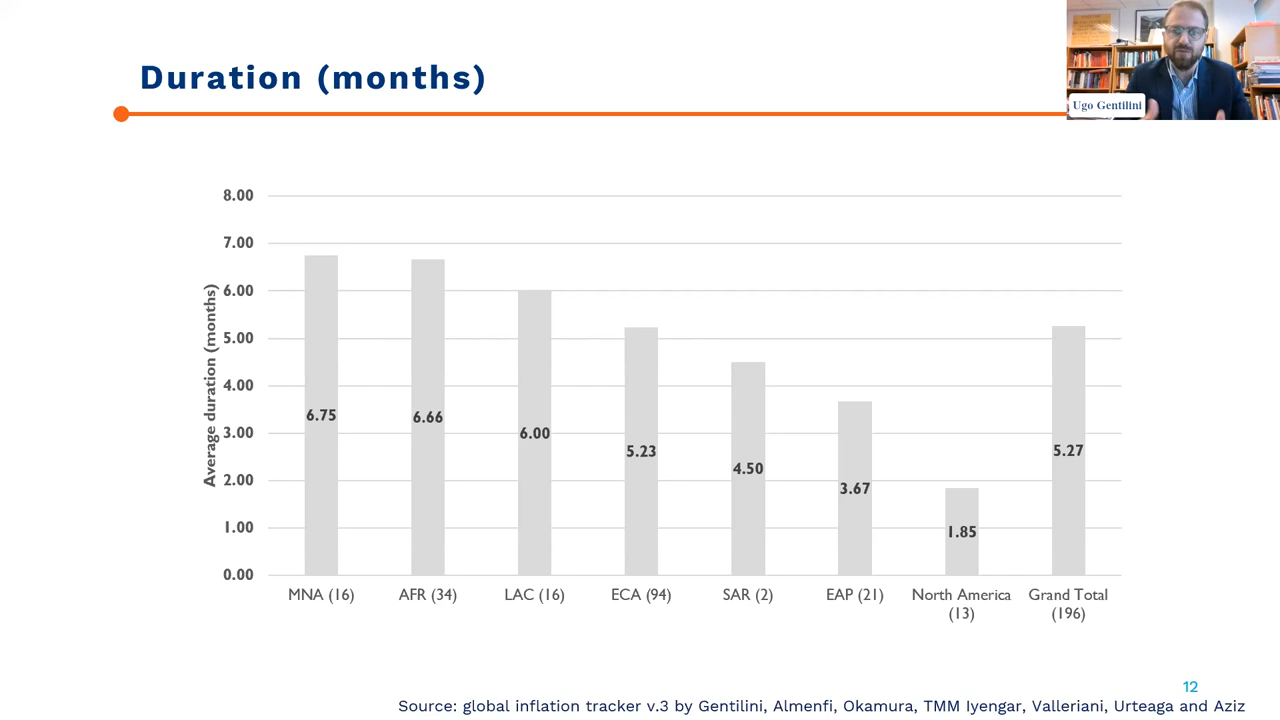 Duration (months)
Ugo Gentilini
Average duration (months)
8.00
7.00
6.00
5.00
4.00
3.00
2.00
1.00
0.00
6.75
6.66
6.00
5.23
4.50
3.67
1.85
5.27
MNA (16)
AFR (34)
LAC (16)
ECA (94)
SAR (2)
EAP (21)
North America
(13)
Grand Total
(196)
12
Source: global inflation tracker v.3 by Gentilini, Almenfi, Okamura, TMM Iyengar, Valleriani, Urteaga and Aziz